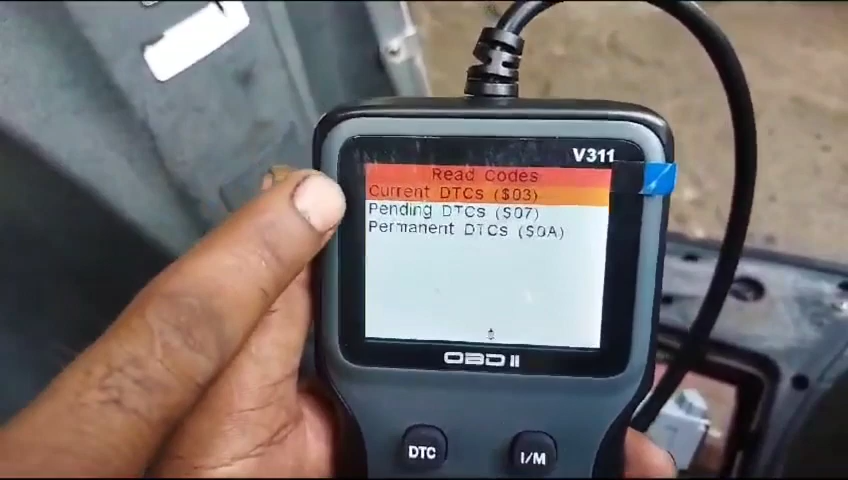 V311
Read Codes
Current DTCs ($03)
Pending DTCs ($07)
Permanent DTCs ($0A)
OBD II
DTC
I/M